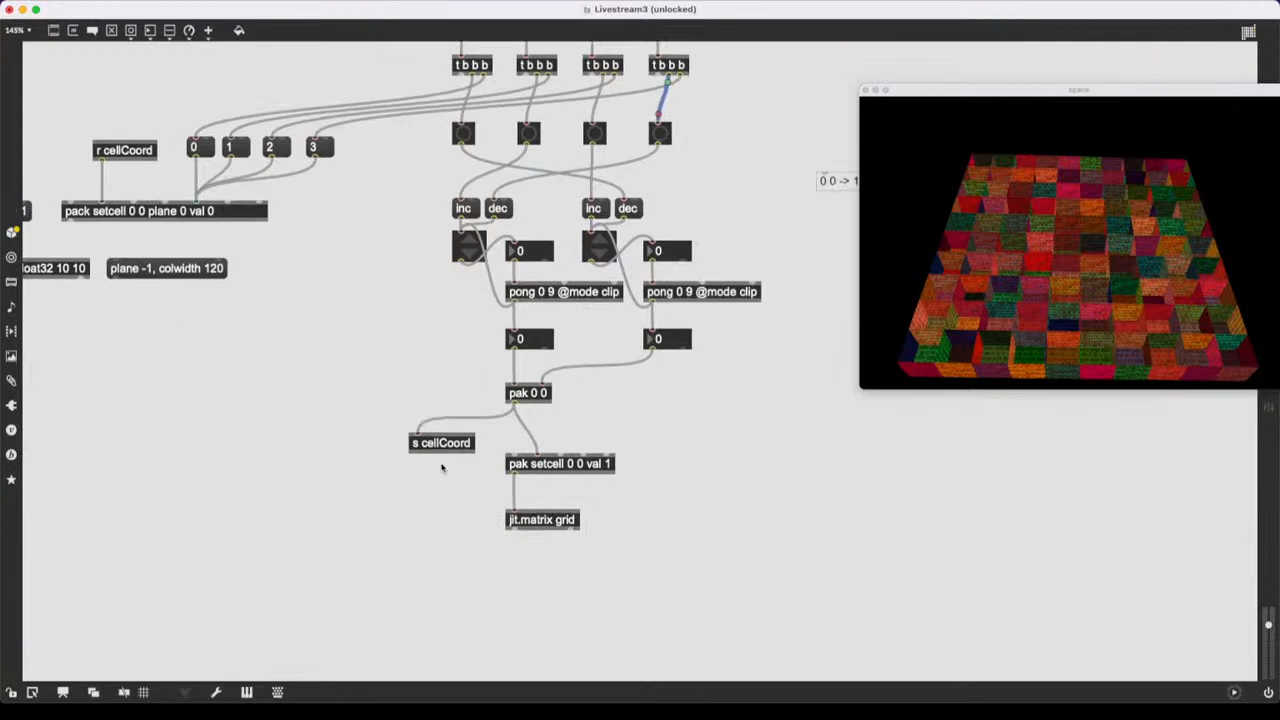 Livestream3 (unlocked)
145%
t b b b t b b b t b b b t b b b
space
r cellCoord 0 1 2 3
0 0 -> 1
1 pack setcell 0 0 plane 0 val 0 inc dec inc dec
0 0
loat32 10 10 plane -1, colwidth 120
pong 0 9 @mode clip pong 0 9 @mode clip
0 0
pak 0 0
s cellCoord
pak setcell 0 0 val 1
jit.matrix grid